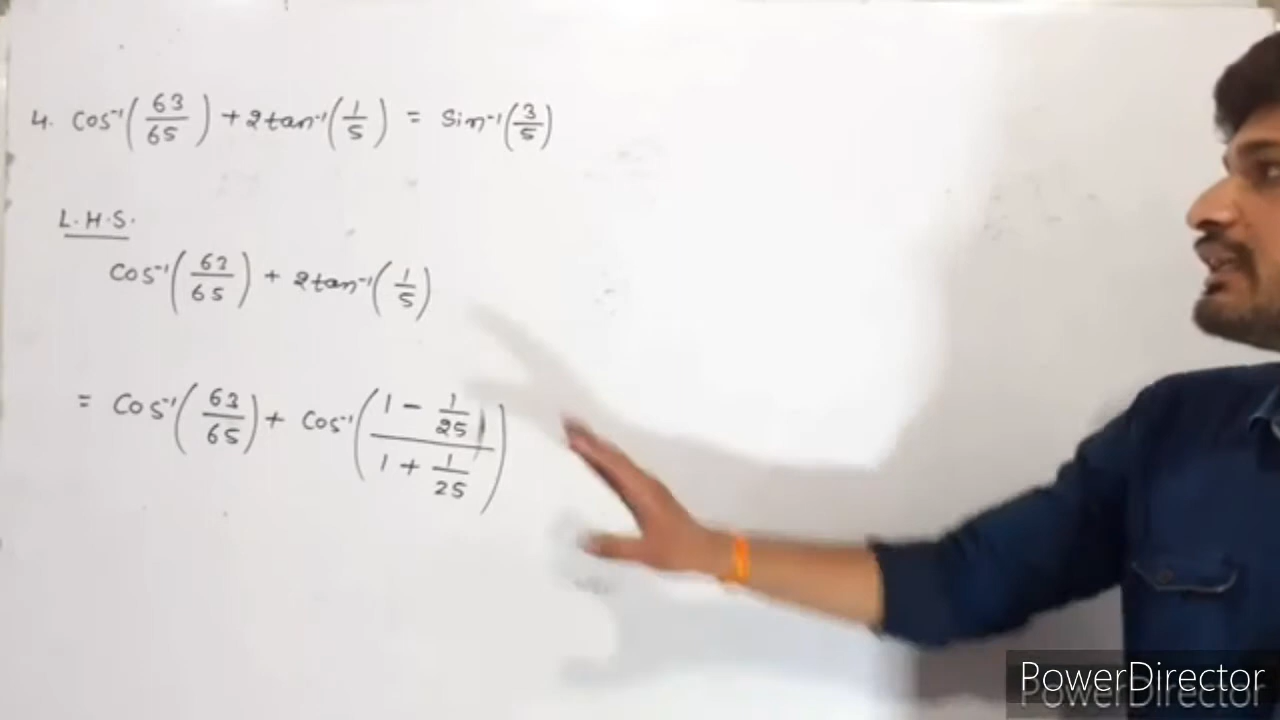 4. Cos⁻¹(63/65) + 2tan⁻¹(1/5) = Sin⁻¹(3/5)
L.H.S.
Cos⁻¹(63/65) + 2tan⁻¹(1/5)
= Cos⁻¹(63/65) + Cos⁻¹((1 - 1/25)/(1 + 1/25))
PowerDirector